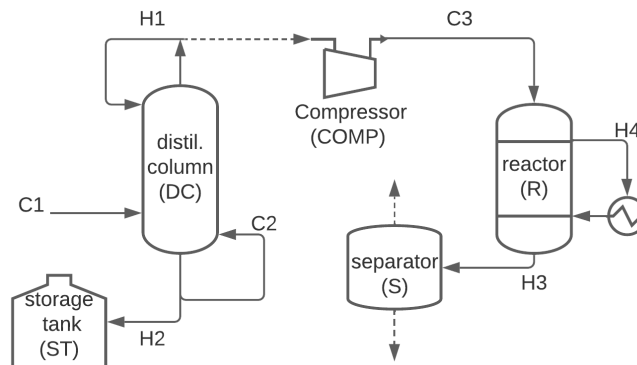 H1
C3
Compressor
(COMP)
distil.
column
(DC)
reactor
(R)
H4
C1
C2
separator
(S)
H3
storage
tank
(ST)
H2